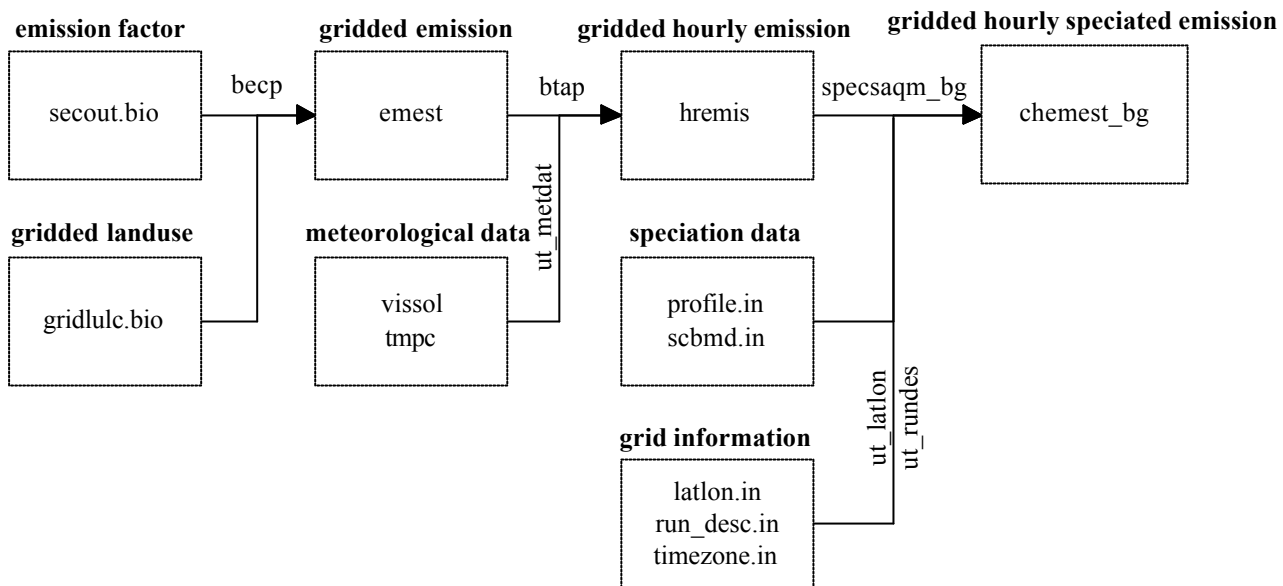 emission factor
gridded emission
gridded hourly emission
gridded hourly speciated emission
secout.bio
becp
emest
btap
hremis
specsaqm_bg
chemest_bg
gridded landuse
meteorological data
ut_metdat
speciation data
gridlulc.bio
vissol
tmpc
profile.in
scbmd.in
ut_latlon
ut_rundes
grid information
latlon.in
run_desc.in
timezone.in